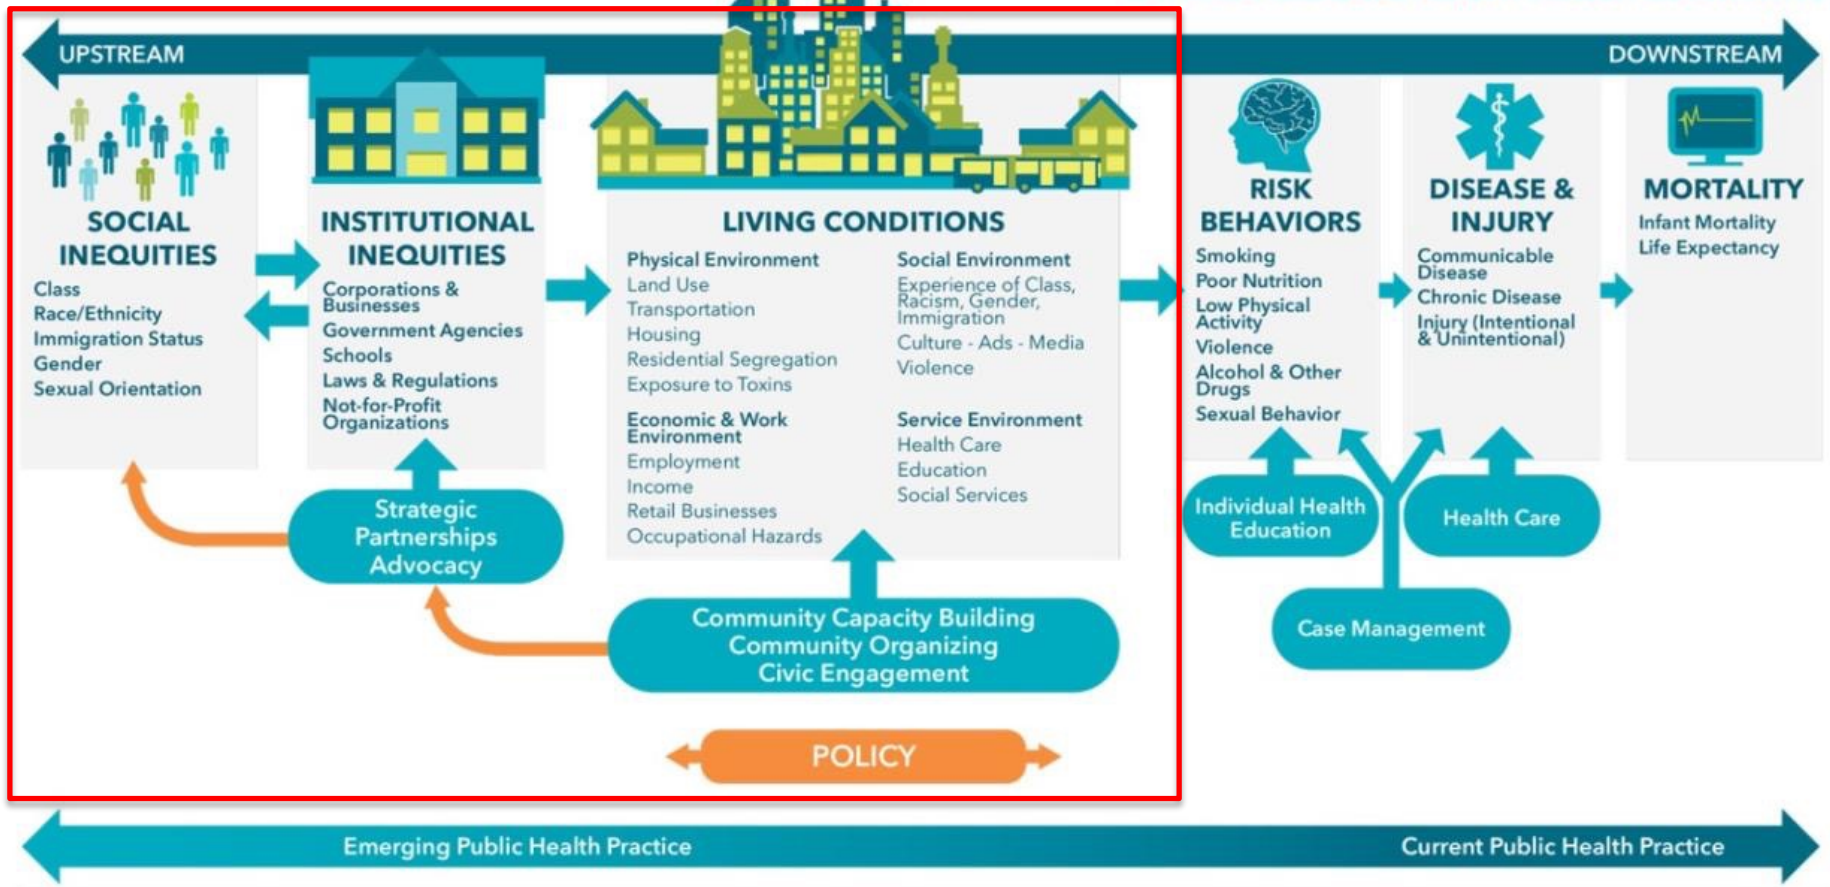 UPSTREAM
DOWNSTREAM
SOCIAL
INEQUITIES
Class
Race/Ethnicity
Immigration Status
Gender
Sexual Orientation
INSTITUTIONAL
INEQUITIES
Corporations &
Businesses
Government Agencies
Schools
Laws & Regulations
Not-for-Profit
Organizations
Strategic
Partnerships
Advocacy
LIVING CONDITIONS
Physical Environment
Land Use
Transportation
Housing
Residential Segregation
Exposure to Toxins
Economic & Work
Environment
Employment
Income
Retail Businesses
Occupational Hazards
Social Environment
Experience of Class,
Racism, Gender,
Immigration
Culture - Ads - Media
Violence
Service Environment
Health Care
Education
Social Services
Community Capacity Building
Community Organizing
Civic Engagement
POLICY
RISK
BEHAVIORS
Smoking
Poor Nutrition
Low Physical
Activity
Violence
Alcohol & Other
Drugs
Sexual Behavior
Individual Health
Education
DISEASE &
INJURY
Communicable
Disease
Chronic Disease
Injury (Intentional
& Unintentional)
Health Care
Case Management
MORTALITY
Infant Mortality
Life Expectancy
Emerging Public Health Practice
Current Public Health Practice